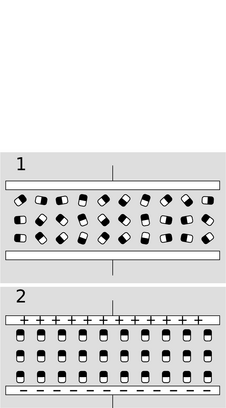 1
2
+ + + + + + + + + + +
− − − − − − − − − − −